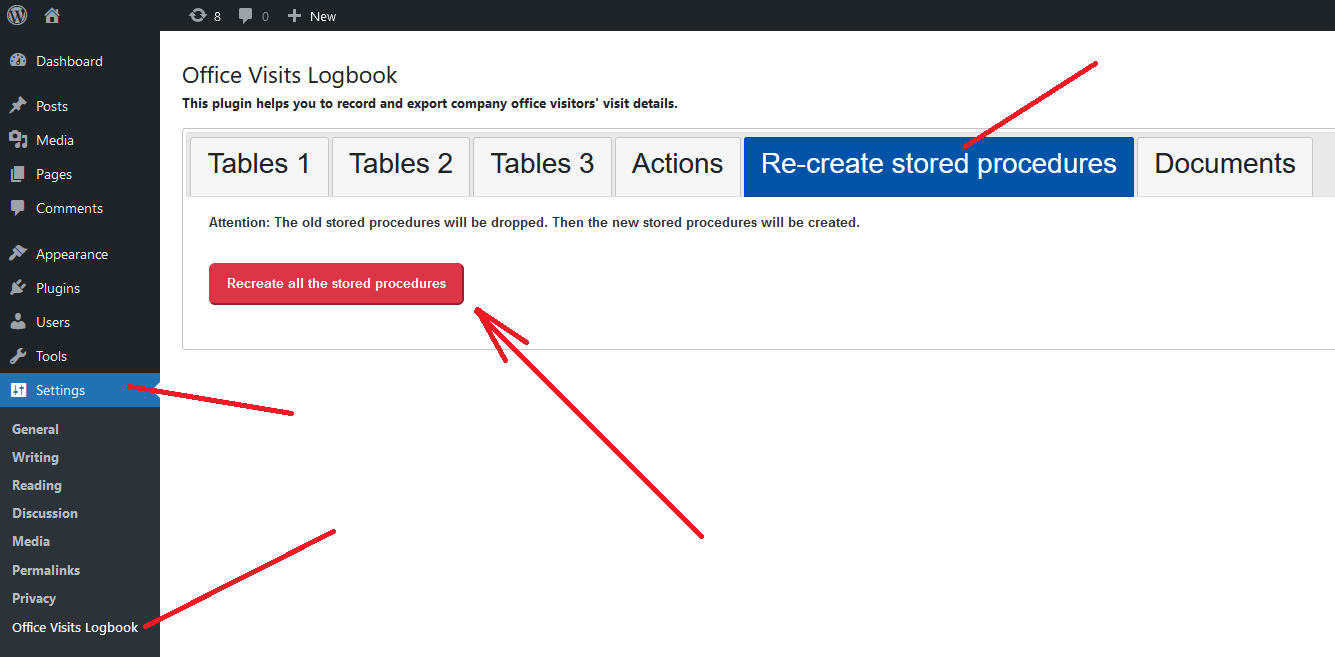 8 0 New
Dashboard
Posts
Media
Pages
Comments
Appearance
Plugins
Users
Tools
Settings
General
Writing
Reading
Discussion
Media
Permalinks
Privacy
Office Visits Logbook
Office Visits Logbook
This plugin helps you to record and export company office visitors' visit details.
Tables 1 Tables 2 Tables 3 Actions Re-create stored procedures Documents
Attention: The old stored procedures will be dropped. Then the new stored procedures will be created.
Recreate all the stored procedures